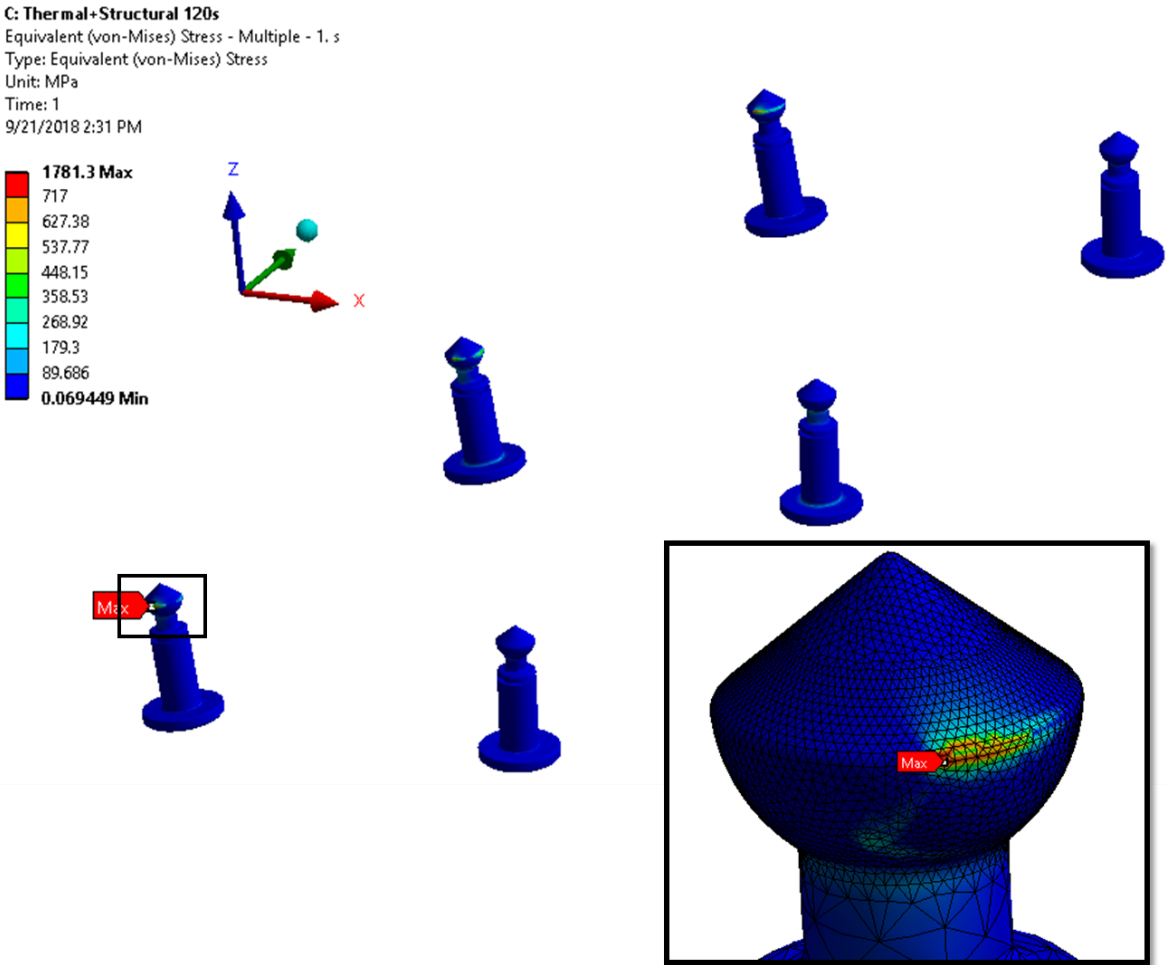 C: Thermal+Structural 120s
Equivalent (von-Mises) Stress - Multiple - 1. s
Type: Equivalent (von-Mises) Stress
Unit: MPa
Time: 1
9/21/2018 2:31 PM
1781.3 Max
717
627.38
537.77
448.15
358.53
268.92
179.3
89.686
0.069449 Min
Z
X
Max
Max